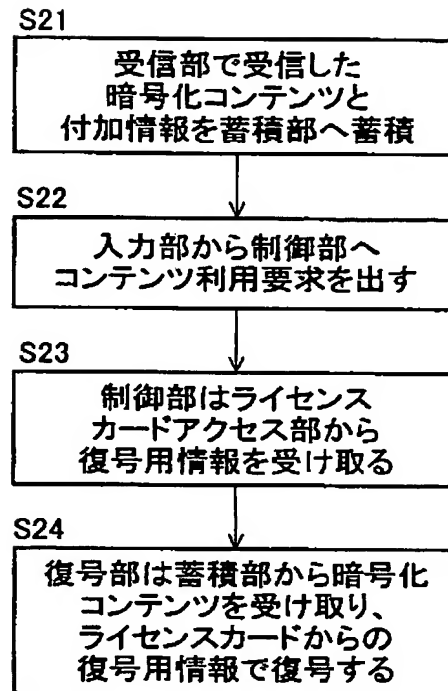 S21
受信部で受信した
暗号化コンテンツと
付加情報を蓄積部へ蓄積
S22
入力部から制御部へ
コンテンツ利用要求を出す
S23
制御部はライセンス
カードアクセス部から
復号用情報を受け取る
S24
復号部は蓄積部から暗号化
コンテンツを受け取り、
ライセンスカードからの
復号用情報で復号する